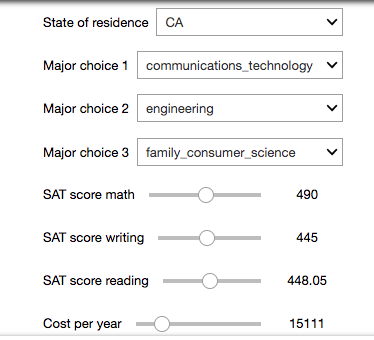 State of residence CA
Major choice 1 communications_technology
Major choice 2 engineering
Major choice 3 family_consumer_science
SAT score math 490
SAT score writing 445
SAT score reading 448.05
Cost per year 15111